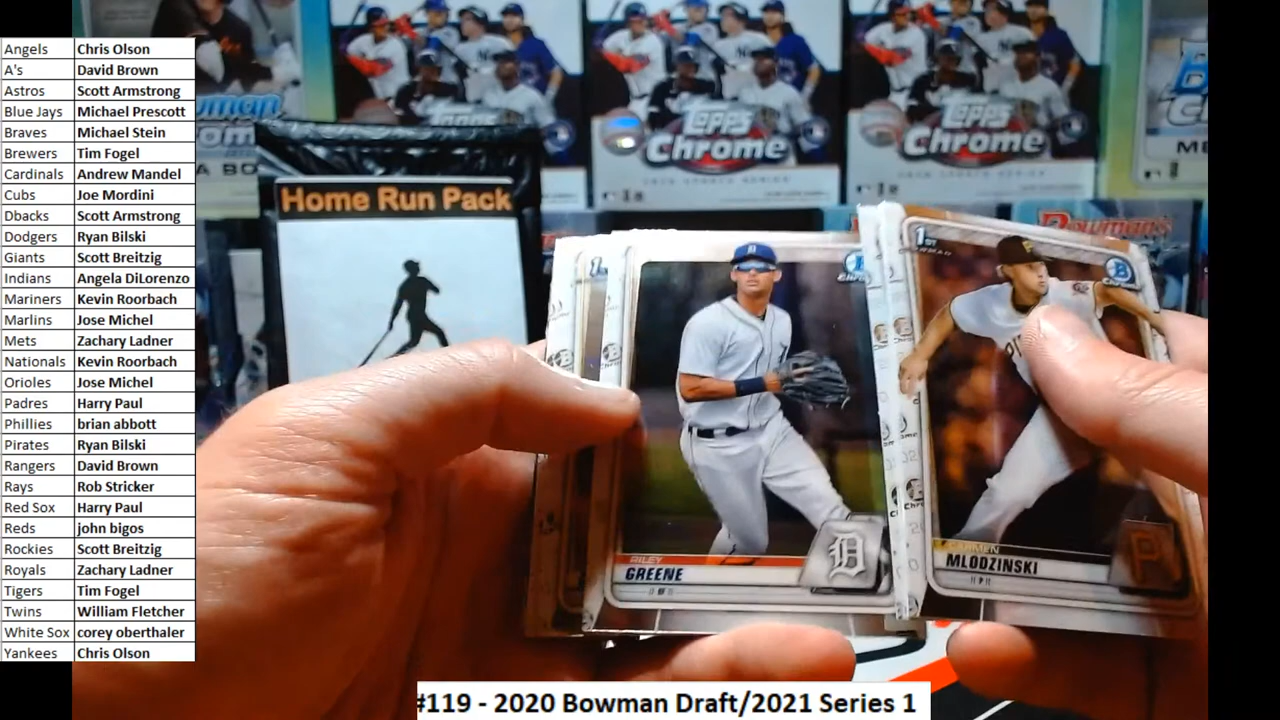 Angels Chris Olson
A's David Brown
Astros Scott Armstrong
Blue Jays Michael Prescott
Braves Michael Stein
Brewers Tim Fogel
Cardinals Andrew Mandel
Cubs Joe Mordini
Dbacks Scott Armstrong
Dodgers Ryan Bilski
Giants Scott Breitzig
Indians Angela DiLorenzo
Mariners Kevin Roorbach
Marlins Jose Michel
Mets Zachary Ladner
Nationals Kevin Roorbach
Orioles Jose Michel
Padres Harry Paul
Phillies brian abbott
Pirates Ryan Bilski
Rangers David Brown
Rays Rob Stricker
Red Sox Harry Paul
Reds john bigos
Rockies Scott Breitzig
Royals Zachary Ladner
Tigers Tim Fogel
Twins William Fletcher
White Sox corey oberthaler
Yankees Chris Olson
Topps
Chrome
Topps
Chrome
Home Run Pack
Bowman's
1ST
RILEY
GREENE
D
CARMEN
MLODZINSKI
P
#119 - 2020 Bowman Draft/2021 Series 1